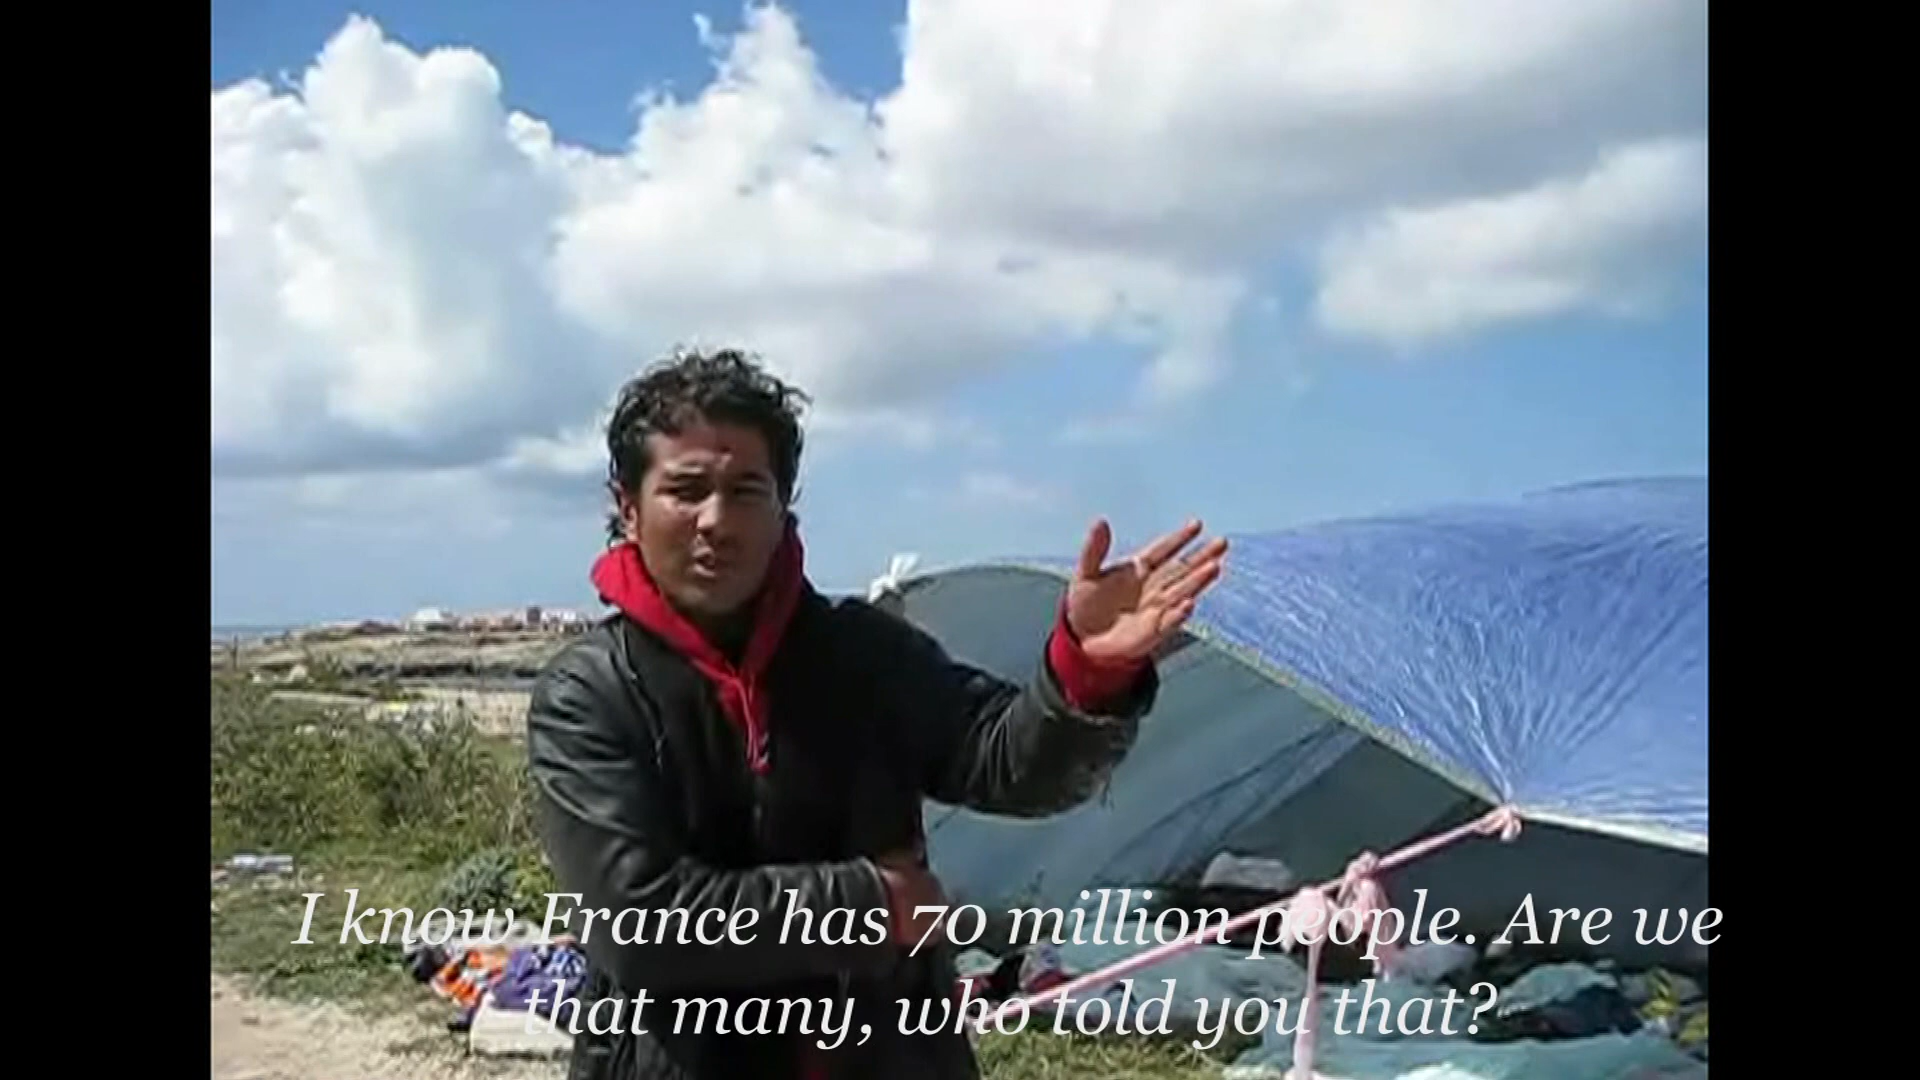 I know France has 70 million people. Are we
that many, who told you that?